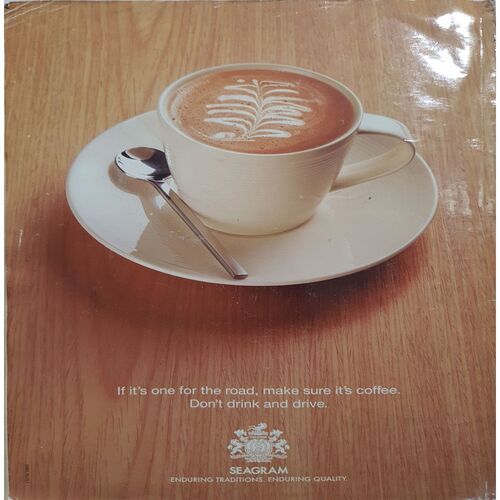 If it's one for the road, make sure it's coffee.
Don't drink and drive.
SEAGRAM
ENDURING TRADITIONS. ENDURING QUALITY.